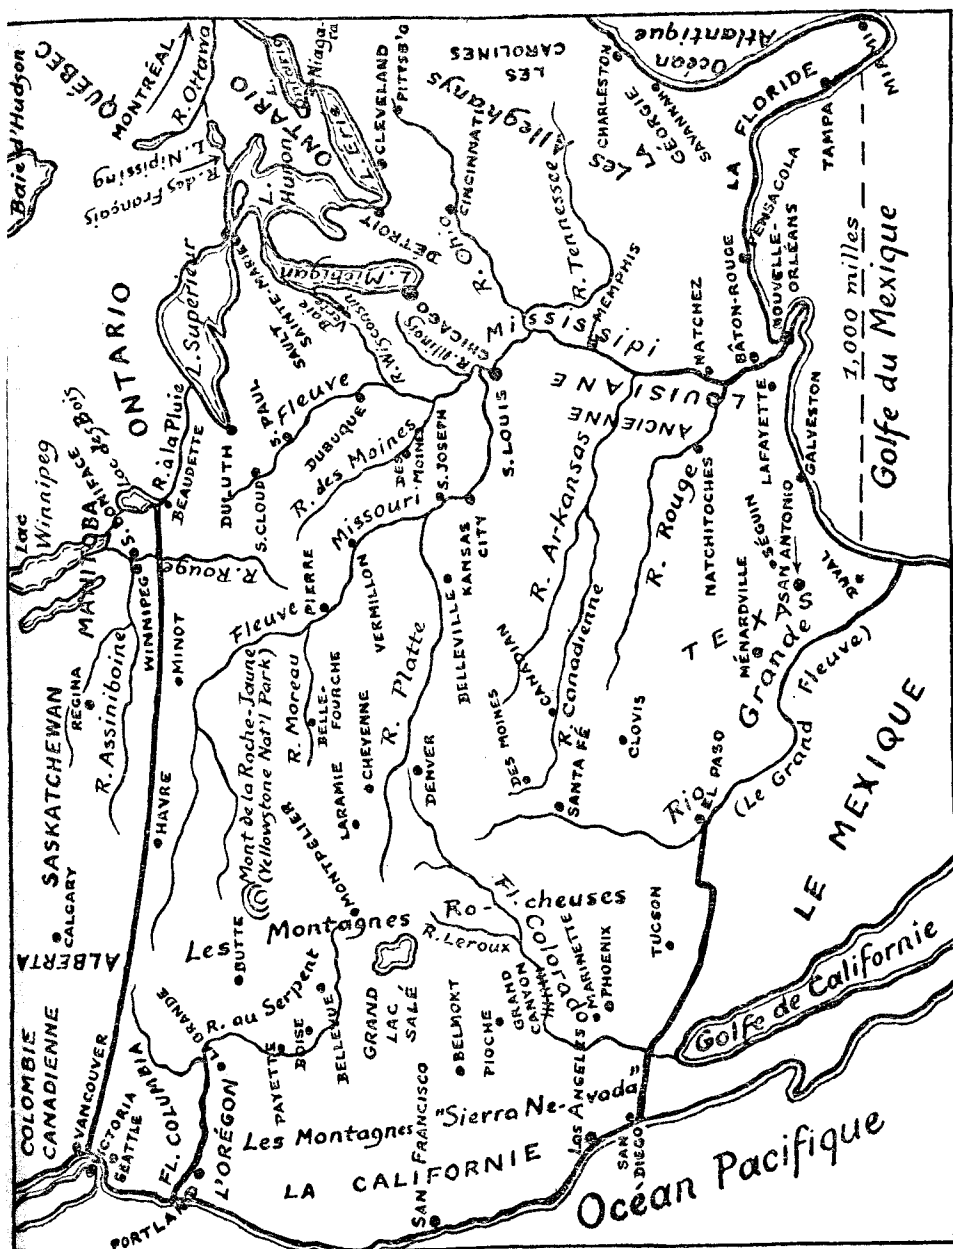 Baie d'Hudson
QUÉBEC
MONTRÉAL
R. Ottawa
L. Nipissing
R. des Français
ONTARIO
Niagara
L. Érié
L. Huron
CLEVELAND
PITTSB'G
DÉTROIT
LES
CAROLINES
Les Alleghanys
CHARLESTON
LA
GÉORGIE
SAVANNAH
Océan
Atlantique
MIAMI
LA FLORIDE
TAMPA
PENSACOLA
1,000 milles
Golfe du Mexique
CINCINNATI
R. Ohio
R. Tennessee
MEMPHIS
Mississipi
NATCHEZ
BÂTON-ROUGE
NOUVELLE-
ORLÉANS
LAFAYETTE
GALVESTON
L. Supérieur
SAULT
SAINTE-MARIE
L. Michigan
Baie
Verte
R. Wisconsin
R. Illinois
CHICAGO
ONTARIO
Lac
Winnipeg
MANITOBA
S. BONIFACE
Lac des Bois
R. à la Pluie
BEAUDETTE
DULUTH
S. PAUL
S. CLOUD
Fleuve
DUBUQUE
R. des Moines
DES
MOINES
S. JOSEPH
S. LOUIS
Missouri
KANSAS
CITY
ANCIENNE
LOUISIANE
R. Arkansas
R. Rouge
NATCHITOCHES
SÉGUIN
SAN ANTONIO
DUVAL
MÉNARDVILLE
TEXAS
WINNIPEG
R. Rouge
R. Assiniboine
SASKATCHEWAN
REGINA
MINOT
Fleuve
PIERRE
VERMILLON
R. Moreau
BELLE-
FOURCHE
R. Platte
BELLEVILLE
CANADIAN
DES MOINES
R. Canadienne
SANTA FÉ
CLOVIS
Rio Grande
(Le Grand Fleuve)
EL PASO
LE MEXIQUE
HAVRE
Mont de la Roche-Jaune
(Yellowstone Nat'l Park)
CHEYENNE
LARAMIE
MONTPELIER
DENVER
CALGARY
ALBERTA
Les Montagnes Ro-cheuses
BUTTE
R. Leroux
Fl. Colorado
GRAND
CANYON
MARINETTE
PHOENIX
TUCSON
Golfe de Californie
COLOMBIE
CANADIENNE
VANCOUVER
VICTORIA
SEATTLE
FL. COLUMBIA
LA GRANDE
R. au Serpent
PAYETTE
BOISE
BELLEVUE
GRAND
LAC
SALÉ
BELMONT
PIOCHE
L'ORÉGON
PORTLAND
Les Montagnes "Sierra Ne-vada"
LA CALIFORNIE
SAN FRANCISCO
LOS ANGELES
SAN
DIEGO
Océan Pacifique